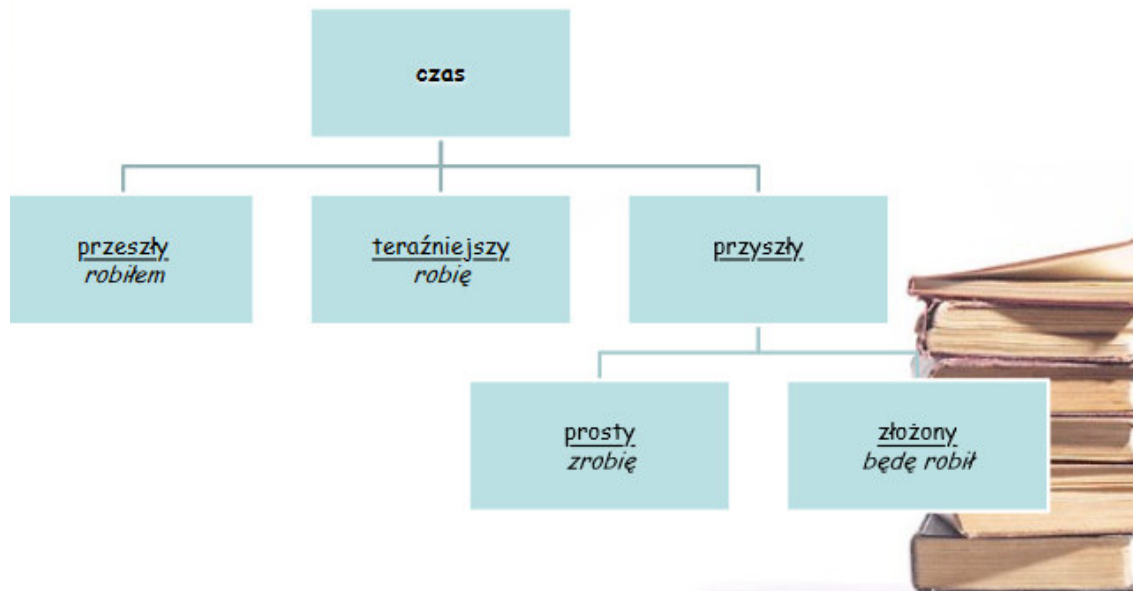 czas
przeszły
robiłem
teraźniejszy
robię
przyszły
prosty
zrobię
złożony
będę robił